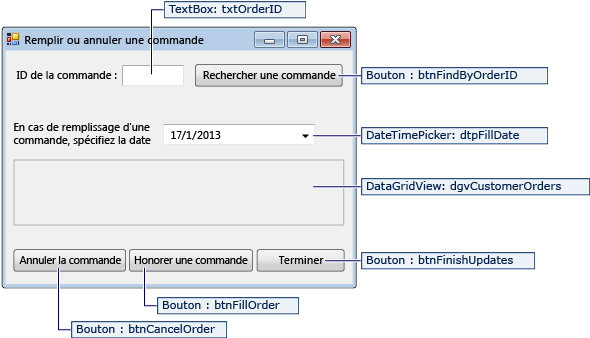 TextBox: txtOrderID
Remplir ou annuler une commande
ID de la commande :
Rechercher une commande
Bouton : btnFindByOrderID
En cas de remplissage d'une
commande, spécifiez la date
17/1/2013
DateTimePicker: dtpFillDate
DataGridView: dgvCustomerOrders
Annuler la commande
Honorer une commande
Terminer
Bouton : btnFinishUpdates
Bouton : btnFillOrder
Bouton : btnCancelOrder